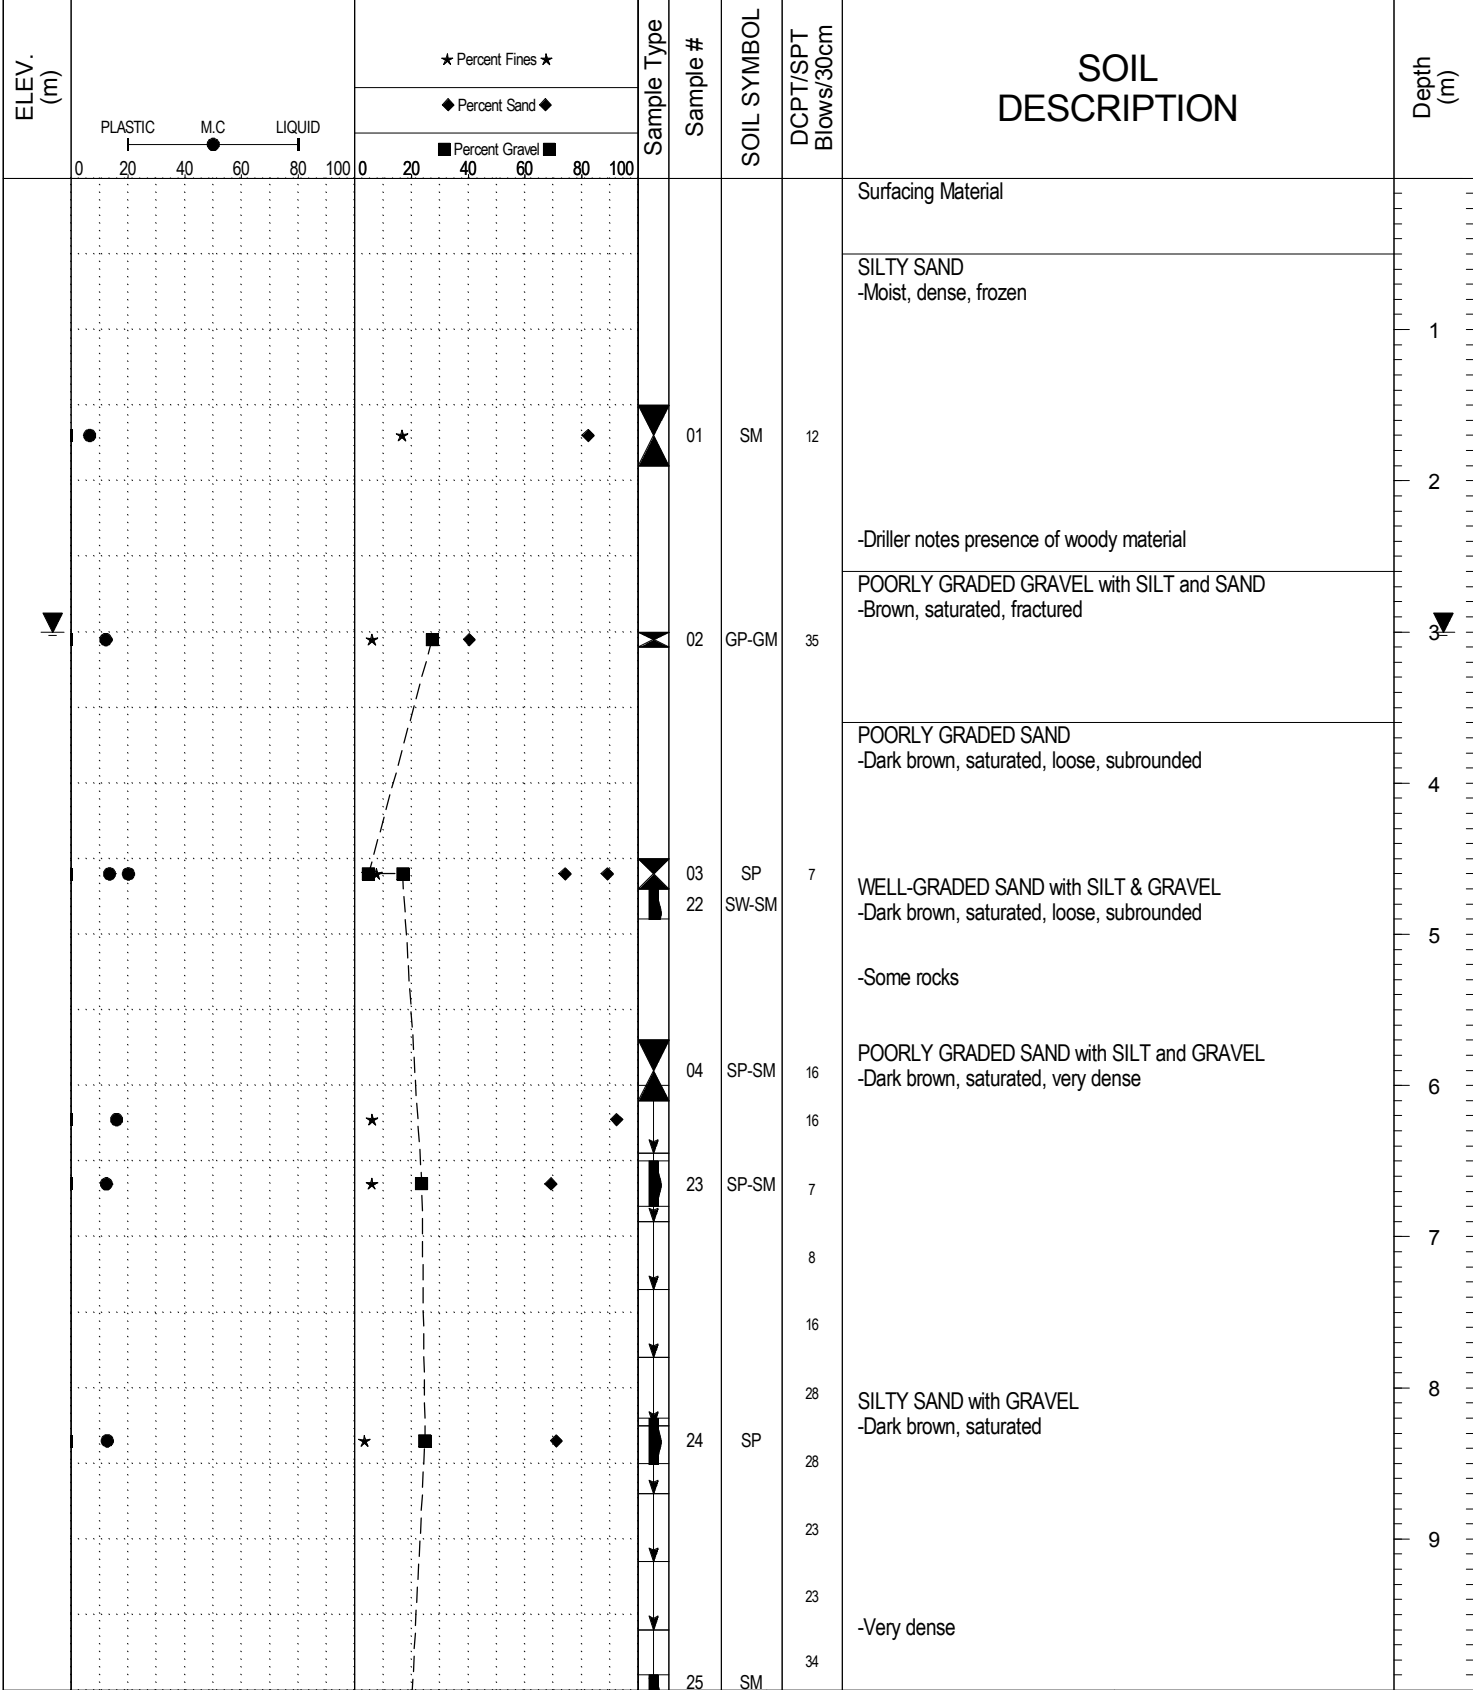 ELEV.
(m)
PLASTIC M.C LIQUID
0 20 40 60 80 100
★ Percent Fines ★
◆ Percent Sand ◆
■ Percent Gravel ■
0 20 40 60 80 100
Sample Type
Sample #
SOIL SYMBOL
DCPT/SPT
Blows/30cm
SOIL
DESCRIPTION
Depth
(m)
Surfacing Material
SILTY SAND
-Moist, dense, frozen
1
01 SM 12
2
-Driller notes presence of woody material
POORLY GRADED GRAVEL with SILT and SAND
-Brown, saturated, fractured
3
02 GP-GM 35
POORLY GRADED SAND
-Dark brown, saturated, loose, subrounded
4
03 SP 7
WELL-GRADED SAND with SILT & GRAVEL
22 SW-SM
-Dark brown, saturated, loose, subrounded
5
-Some rocks
POORLY GRADED SAND with SILT and GRAVEL
04 SP-SM 16
-Dark brown, saturated, very dense
6
16
23 SP-SM 7
7
8
16
28
8
SILTY SAND with GRAVEL
-Dark brown, saturated
24 SP
28
23
9
23
-Very dense
34
25 SM